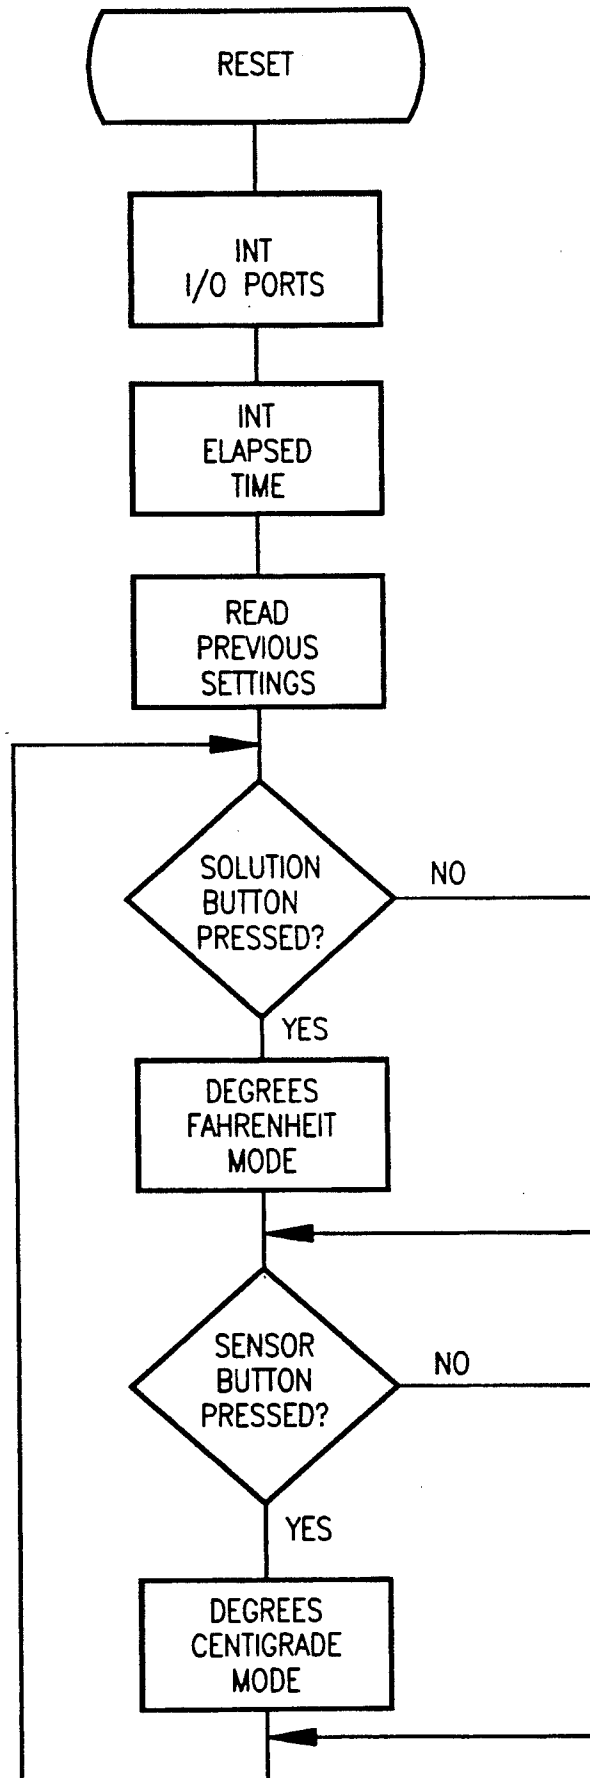 RESET
INT
I/O PORTS
INT
ELAPSED
TIME
READ
PREVIOUS
SETTINGS
SOLUTION
BUTTON
PRESSED?
NO
YES
DEGREES
FAHRENHEIT
MODE
SENSOR
BUTTON
PRESSED?
NO
YES
DEGREES
CENTIGRADE
MODE